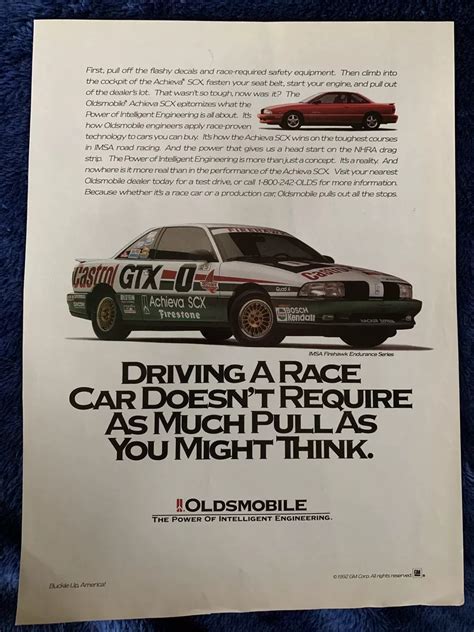 First, pull off the flashy decals and race-required safety equipment. Then climb into
the cockpit of the Achieva® SCX, fasten your seat belt, start your engine, and pull out
of the dealer's lot. That wasn't so tough, now was it? The
Oldsmobile® Achieva SCX epitomizes what the
Power of Intelligent Engineering is all about. It's
how Oldsmobile engineers apply race-proven
technology to cars you can buy. It's how the Achieva SCX wins on the toughest courses
in IMSA road racing. And the power that gives us a head start on the NHRA drag
strip. The Power of Intelligent Engineering is more than just a concept. It's a reality. And
nowhere is it more real than in the performance of the Achieva SCX. Visit your nearest
Oldsmobile dealer today for a test drive, or call 1-800-242-OLDS for more information.
Because whether it's a race car or a production car, Oldsmobile pulls out all the stops.
FIREHAWK
Castrol GTX 0
Quad 4
Castrol
Achieva SCX
Firestone
BOSCH
Kendall
IMSA Firehawk Endurance Series
DRIVING A RACE
CAR DOESN'T REQUIRE
AS MUCH PULL AS
YOU MIGHT THINK.
OLDSMOBILE
THE POWER OF INTELLIGENT ENGINEERING.
Buckle Up, America!
©1992 GM Corp. All rights reserved.
GM